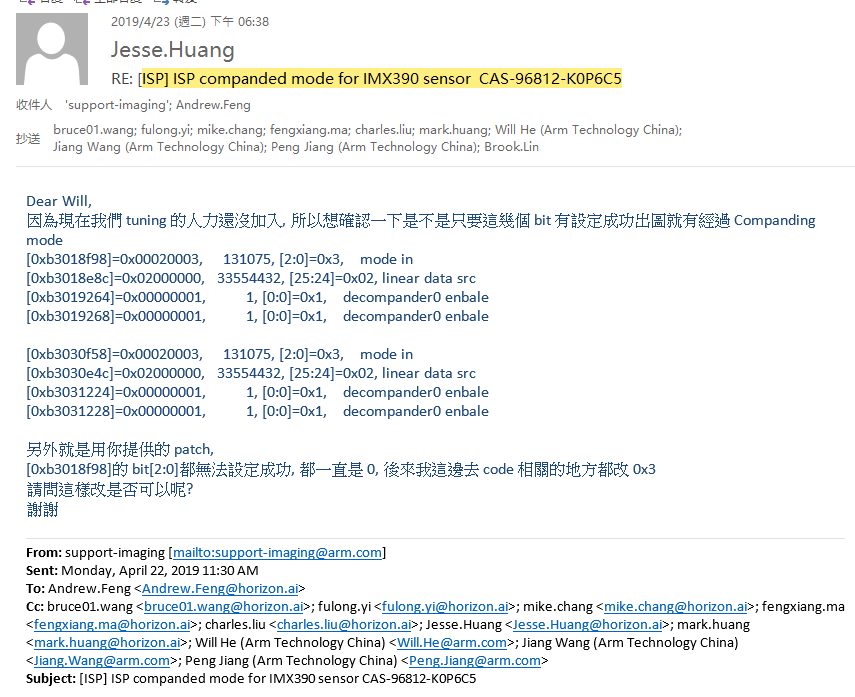 2019/4/23 (週二) 下午 06:38
Jesse.Huang
RE: [ISP] ISP companded mode for IMX390 sensor CAS-96812-K0P6C5
收件人 'support-imaging'; Andrew.Feng
抄送 bruce01.wang; fulong.yi; mike.chang; fengxiang.ma; charles.liu; mark.huang; Will He (Arm Technology China);
Jiang Wang (Arm Technology China); Peng Jiang (Arm Technology China); Brook.Lin
Dear Will,
因為現在我們 tuning 的人力還沒加入, 所以想確認一下是不是只要這幾個 bit 有設定成功出圖就有經過 Companding
mode
[0xb3018f98]=0x00020003, 131075, [2:0]=0x3, mode in
[0xb3018e8c]=0x02000000, 33554432, [25:24]=0x02, linear data src
[0xb3019264]=0x00000001, 1, [0:0]=0x1, decompander0 enbale
[0xb3019268]=0x00000001, 1, [0:0]=0x1, decompander0 enbale
[0xb3030f58]=0x00020003, 131075, [2:0]=0x3, mode in
[0xb3030e4c]=0x02000000, 33554432, [25:24]=0x02, linear data src
[0xb3031224]=0x00000001, 1, [0:0]=0x1, decompander0 enbale
[0xb3031228]=0x00000001, 1, [0:0]=0x1, decompander0 enbale
另外就是用你提供的 patch,
[0xb3018f98]的 bit[2:0]都無法設定成功, 都一直是 0, 後來我這邊去 code 相關的地方都改 0x3
請問這樣改是否可以呢?
謝謝
From: support-imaging [mailto:support-imaging@arm.com]
Sent: Monday, April 22, 2019 11:30 AM
To: Andrew.Feng <Andrew.Feng@horizon.ai>
Cc: bruce01.wang <bruce01.wang@horizon.ai>; fulong.yi <fulong.yi@horizon.ai>; mike.chang <mike.chang@horizon.ai>; fengxiang.ma
<fengxiang.ma@horizon.ai>; charles.liu <charles.liu@horizon.ai>; Jesse.Huang <Jesse.Huang@horizon.ai>; mark.huang
<mark.huang@horizon.ai>; Will He (Arm Technology China) <Will.He@arm.com>; Jiang Wang (Arm Technology China)
<Jiang.Wang@arm.com>; Peng Jiang (Arm Technology China) <Peng.Jiang@arm.com>
Subject: [ISP] ISP companded mode for IMX390 sensor CAS-96812-K0P6C5